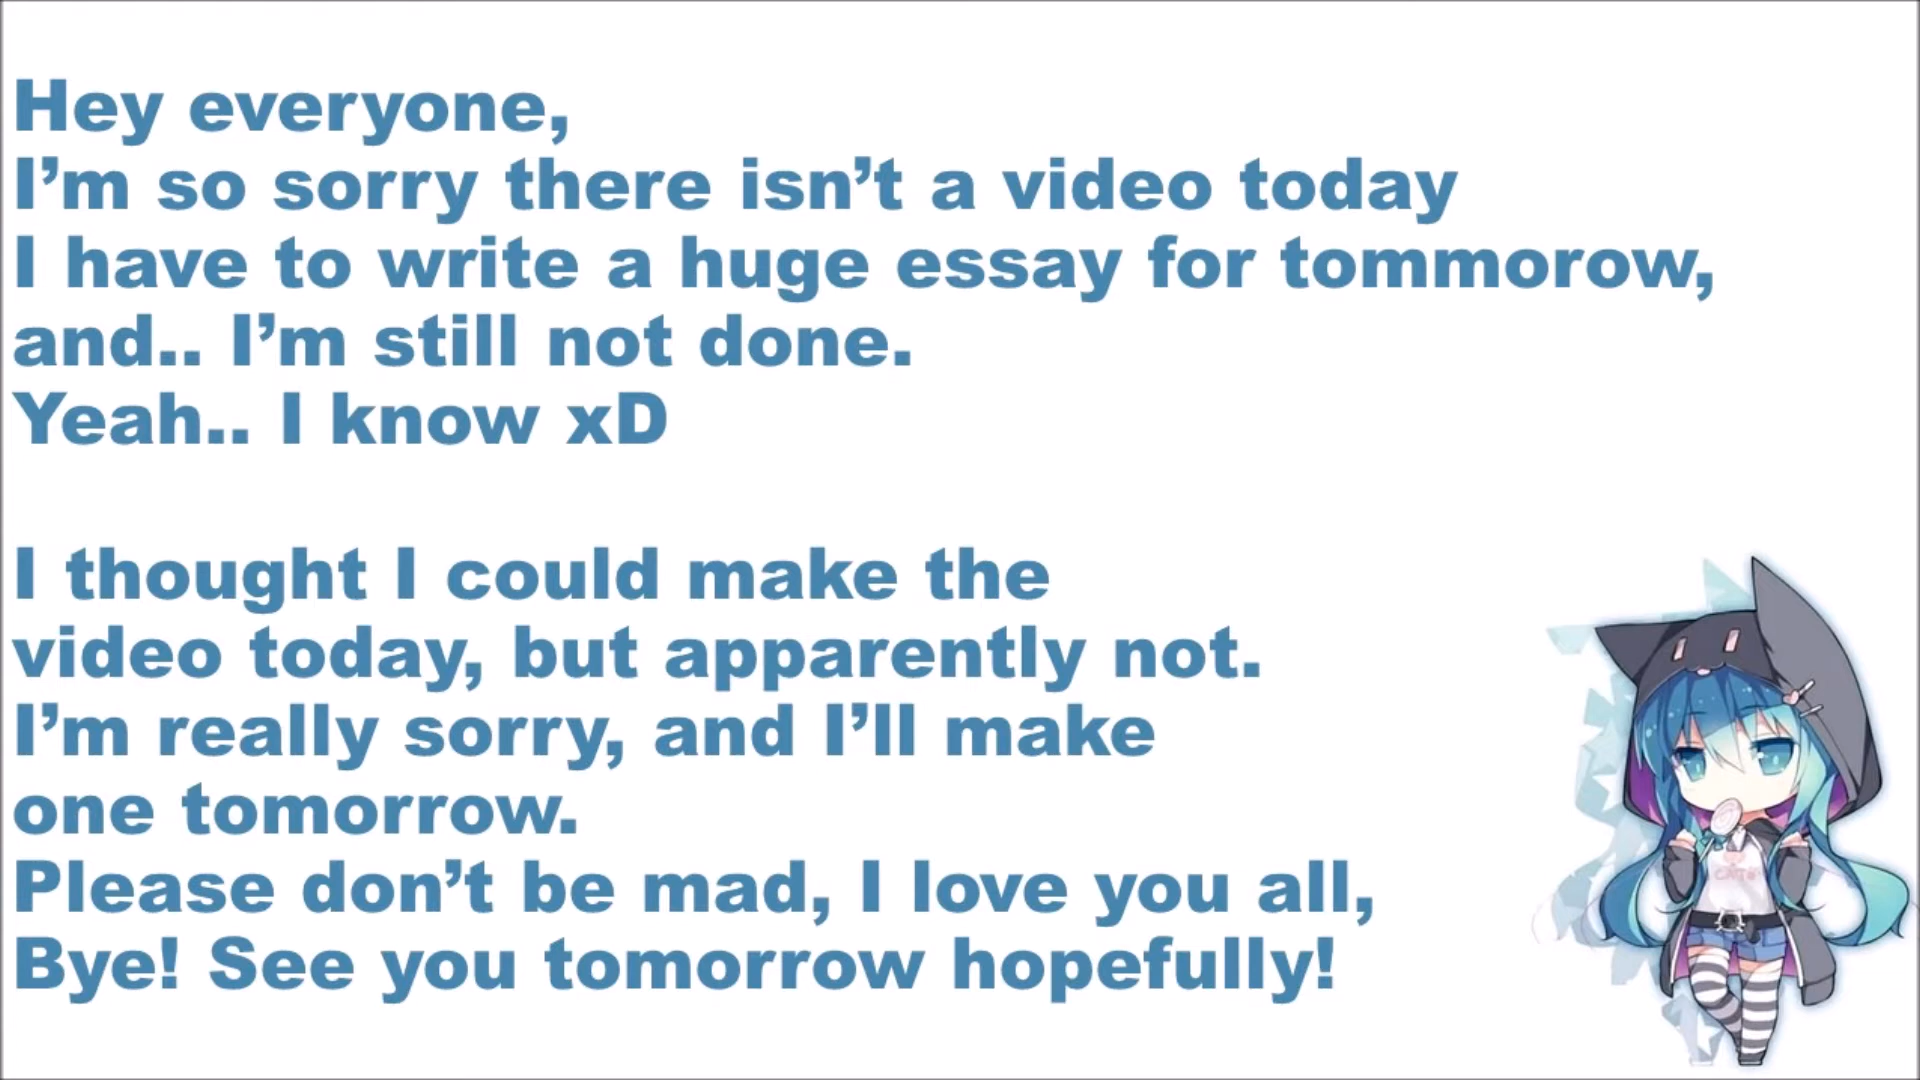 Hey everyone,
I’m so sorry there isn’t a video today
I have to write a huge essay for tommorow,
and.. I’m still not done.
Yeah.. I know xD
I thought I could make the
video today, but apparently not.
I’m really sorry, and I’ll make
one tomorrow.
Please don’t be mad, I love you all,
Bye! See you tomorrow hopefully!